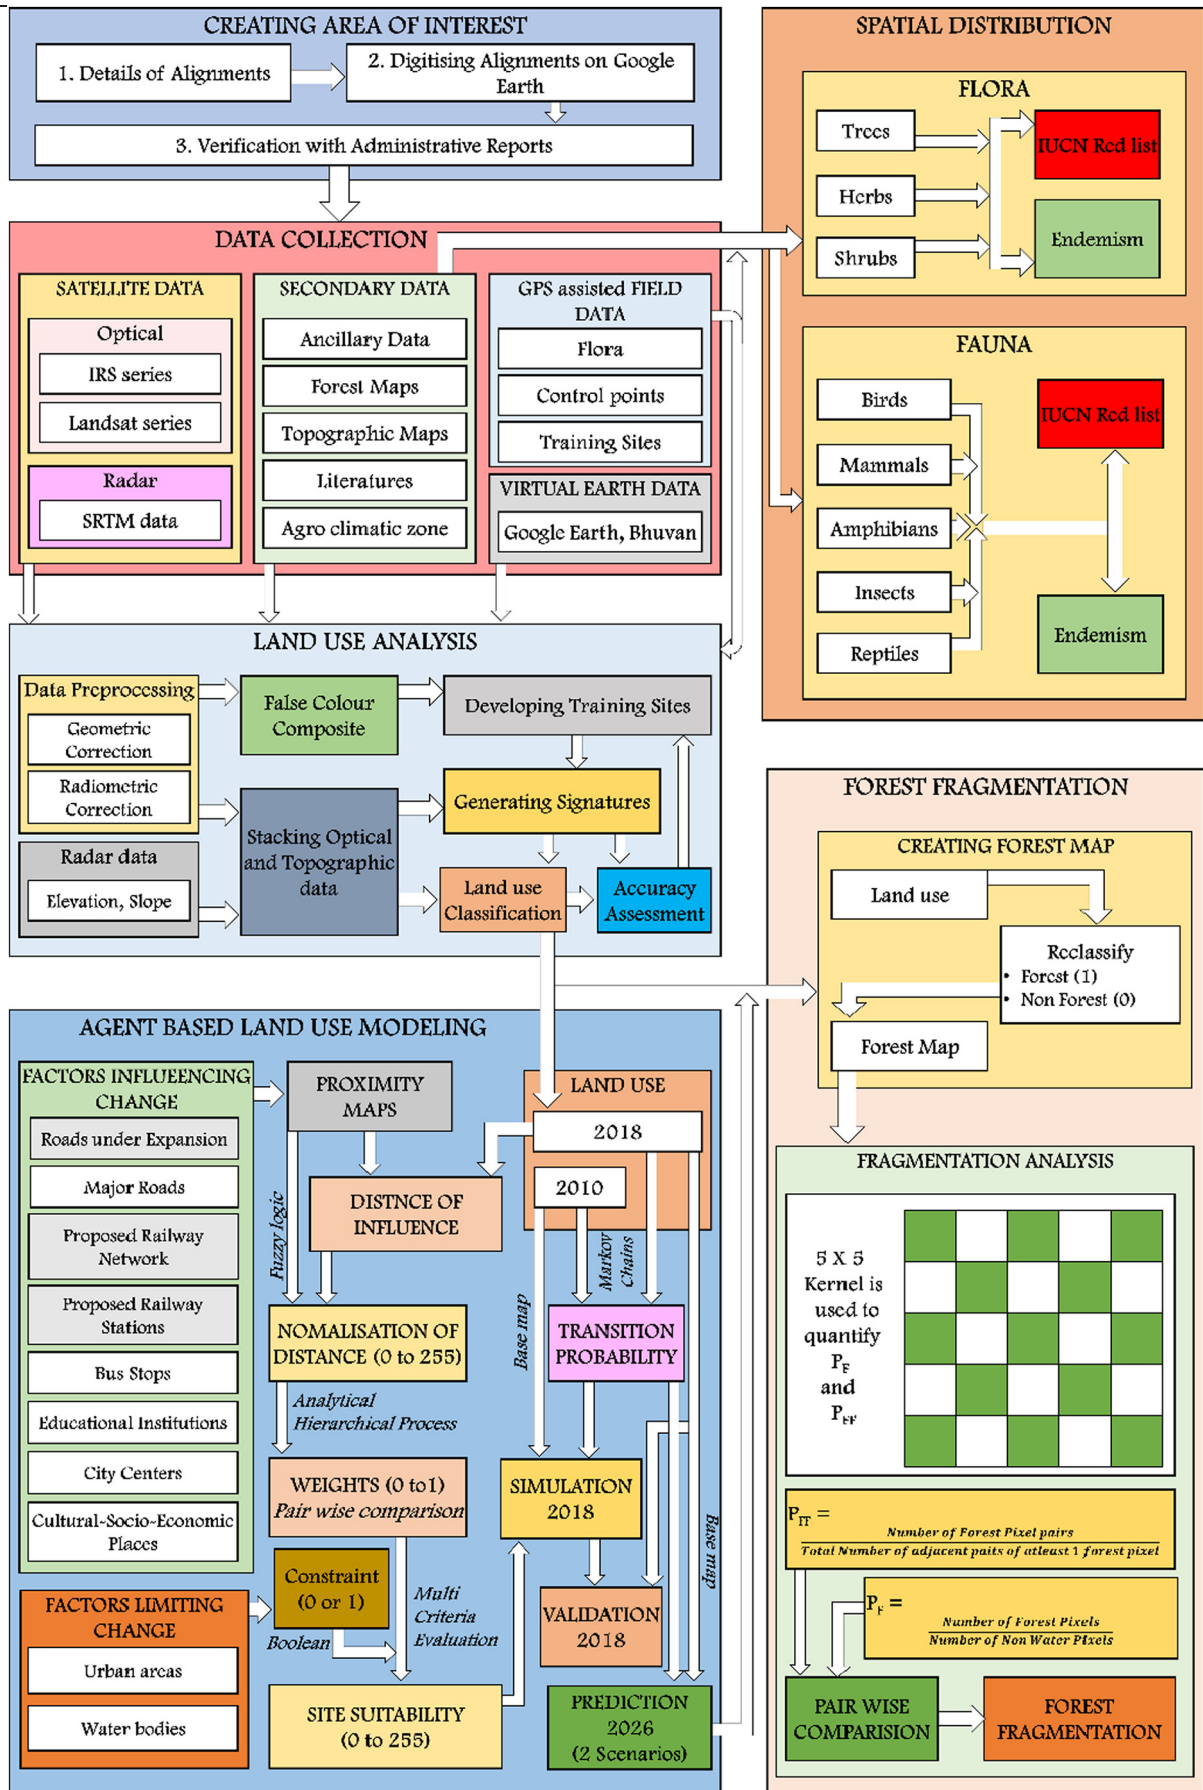 CREATING AREA OF INTEREST
1. Details of Alignments
2. Digitising Alignments on Google
Earth
3. Verification with Administrative Reports
DATA COLLECTION
SATELLITE DATA
Optical
IRS series
Landsat series
Radar
SRTM data
SECONDARY DATA
Ancillary Data
Forest Maps
Topographic Maps
Literatures
Agro climatic zone
GPS assisted FIELD
DATA
Flora
Control points
Training Sites
VIRTUAL EARTH DATA
Google Earth, Bhuvan
SPATIAL DISTRIBUTION
FLORA
Trees
Herbs
Shrubs
IUCN Red list
Endemism
FAUNA
Birds
Mammals
Amphibians
Insects
Reptiles
IUCN Red list
Endemism
LAND USE ANALYSIS
Data Preprocessing
Geometric
Correction
Radiometric
Correction
Radar data
Elevation, Slope
False Colour
Composite
Stacking Optical
and Topographic
data
Developing Training Sites
Generating Signatures
Land use
Classification
Accuracy
Assessment
AGENT BASED LAND USE MODELING
FACTORS INFLUEENCING
CHANGE
Roads under Expansion
Major Roads
Proposed Railway
Network
Proposed Railway
Stations
Bus Stops
Educational Institutions
City Centers
Cultural-Socio-Economic
Places
FACTORS LIMITING
CHANGE
Urban areas
Water bodies
PROXIMITY
MAPS
DISTNCE OF
INFLUENCE
Fuzzy logic
NOMALISATION OF
DISTANCE (0 to 255)
Analytical
Hierarchical Process
WEIGHTS (0 to1)
Pair wise comparison
Constraint
(0 or 1)
Boolean
Multi
Criteria
Evaluation
SITE SUITABILITY
(0 to 255)
LAND USE
2018
2010
Base map
Markov
Chains
TRANSITION
PROBABILITY
SIMULATION
2018
VALIDATION
2018
Base map
PREDICTION
2026
(2 Scenarios)
FOREST FRAGMENTATION
CREATING FOREST MAP
Land use
Reclassify
• Forest (1)
• Non Forest (0)
Forest Map
FRAGMENTATION ANALYSIS
5 X 5
Kernel is
used to
quantify
P_F
and
P_FF
P_FF =
Number of Forest Pixel pairs
Total Number of adjacent pairs of atleast 1 forest pixel
P_F =
Number of Forest Pixels
Number of Non Water Pixels
PAIR WISE
COMPARISION
FOREST
FRAGMENTATION